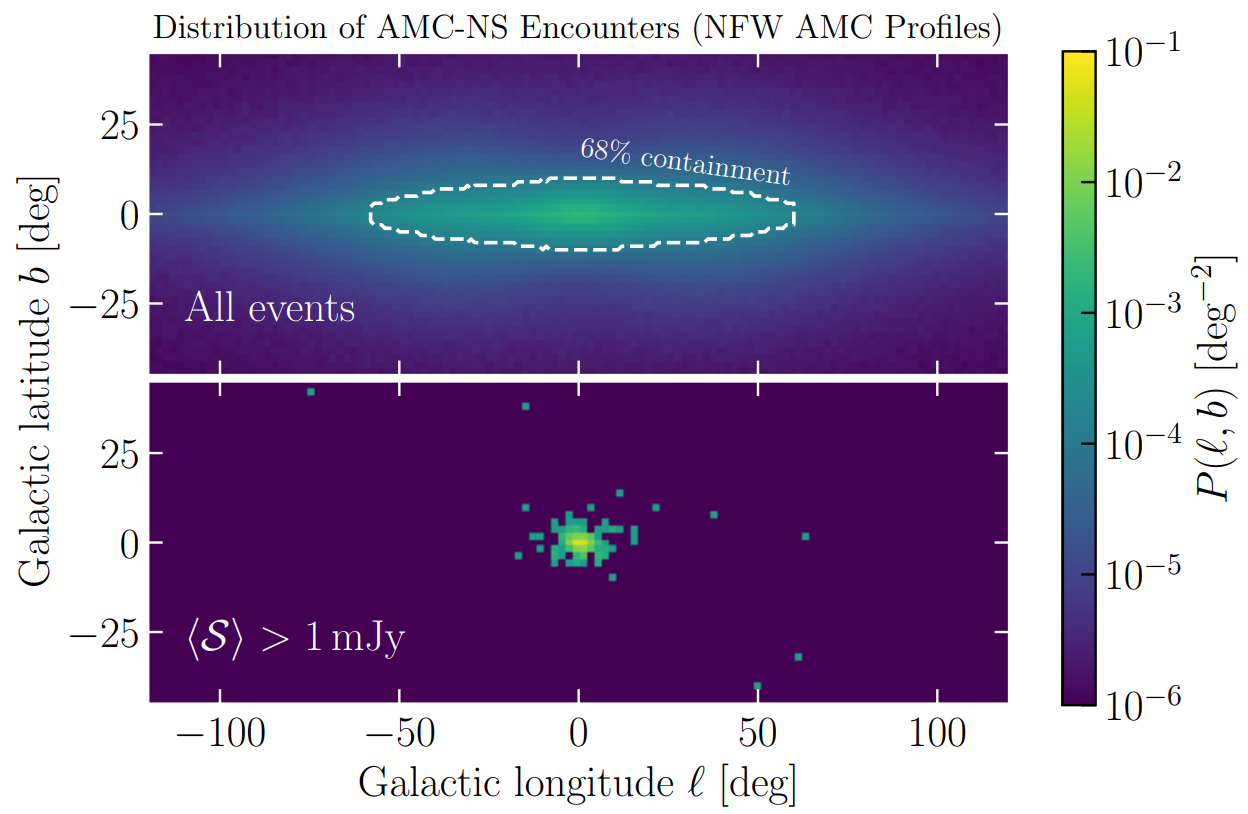 Distribution of AMC-NS Encounters (NFW AMC Profiles)
25
0
−25
68% containment
All events
25
0
−25
⟨𝒮⟩ > 1 mJy
−100
−50
0
50
100
Galactic longitude ℓ [deg]
Galactic latitude b [deg]
10⁻¹
10⁻²
10⁻³
10⁻⁴
10⁻⁵
10⁻⁶
P(ℓ, b) [deg⁻²]